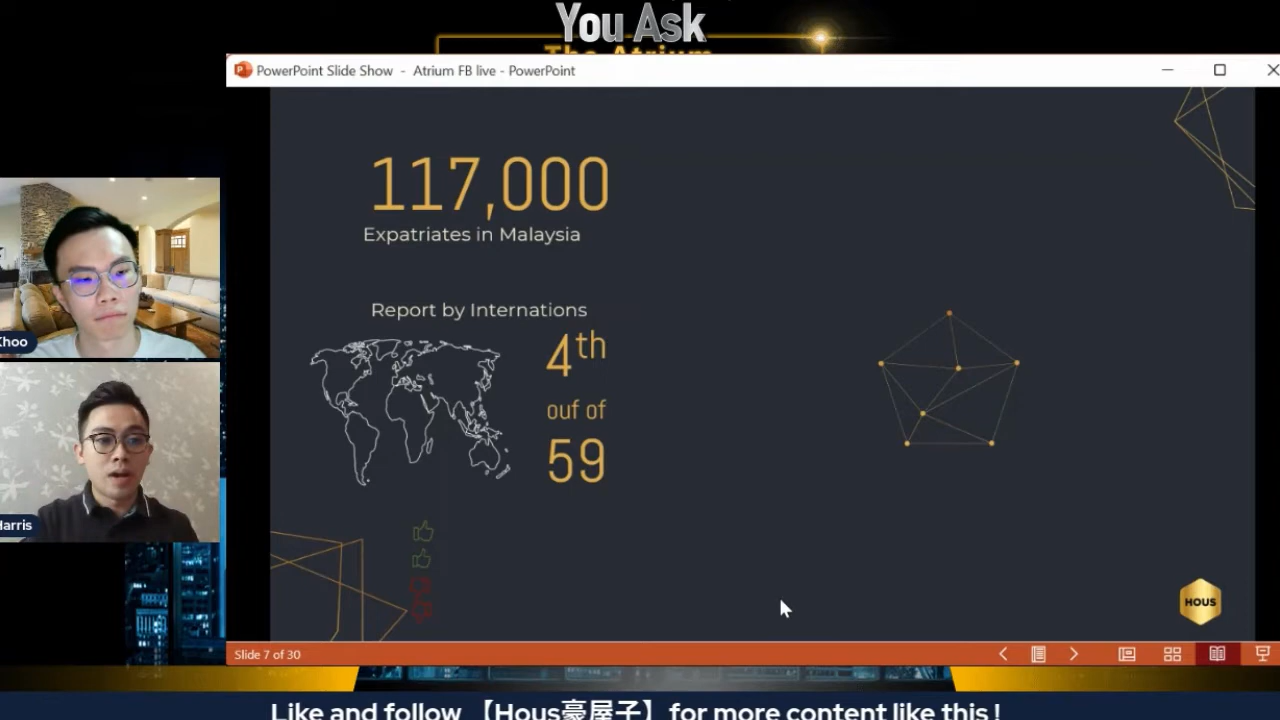 You Ask
The Atrium
PowerPoint Slide Show - Atrium FB live - PowerPoint
117,000
Expatriates in Malaysia
Report by Internations
4th
ouf of
59
Khoo
Harris
HOUS
Slide 7 of 30
Like and follow 【Hous豪屋子】for more content like this !